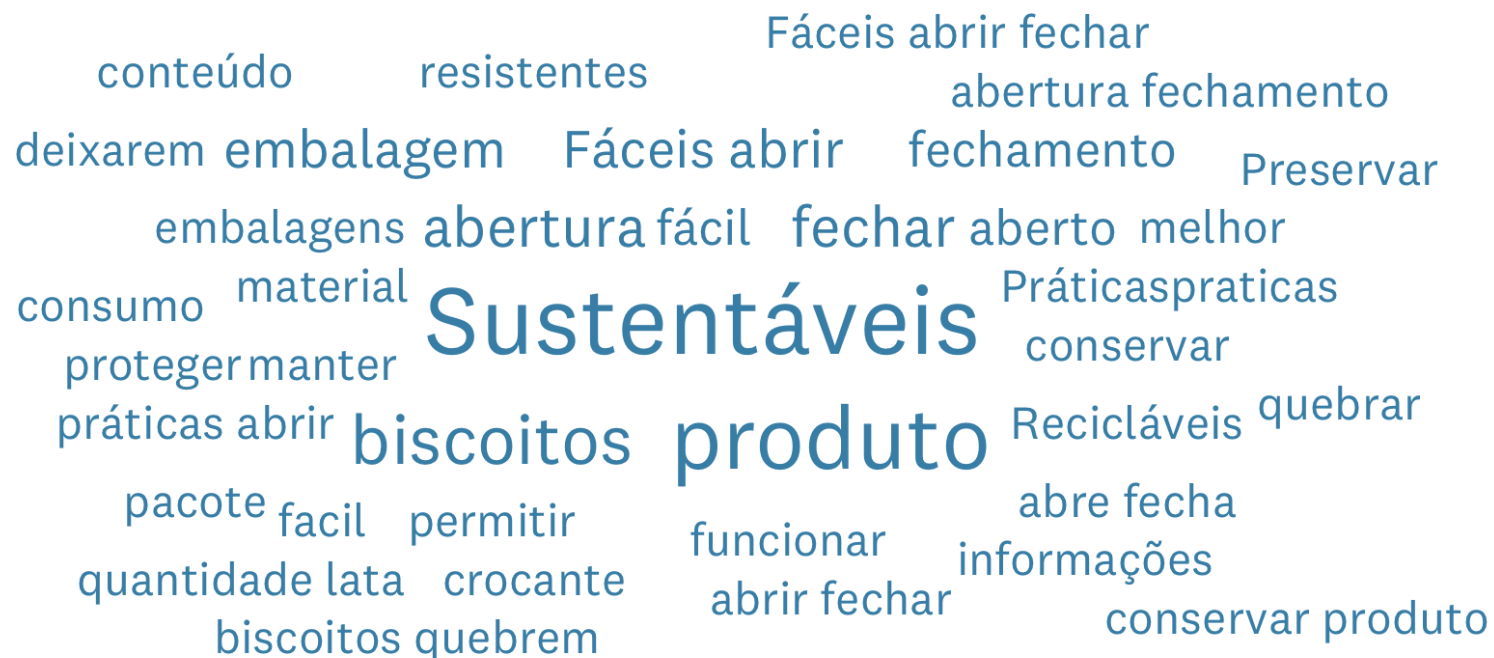 Fáceis abrir fechar
conteúdo resistentes
abertura fechamento
deixarem embalagem Fáceis abrir fechamento
Preservar
embalagens abertura fácil fechar aberto melhor
material Práticaspraticas
consumo Sustentáveis
conservar
proteger manter
práticas abrir biscoitos produto Recicláveis quebrar
pacote facil permitir abre fecha
funcionar informações
quantidade lata crocante
abrir fechar conservar produto
biscoitos quebrem